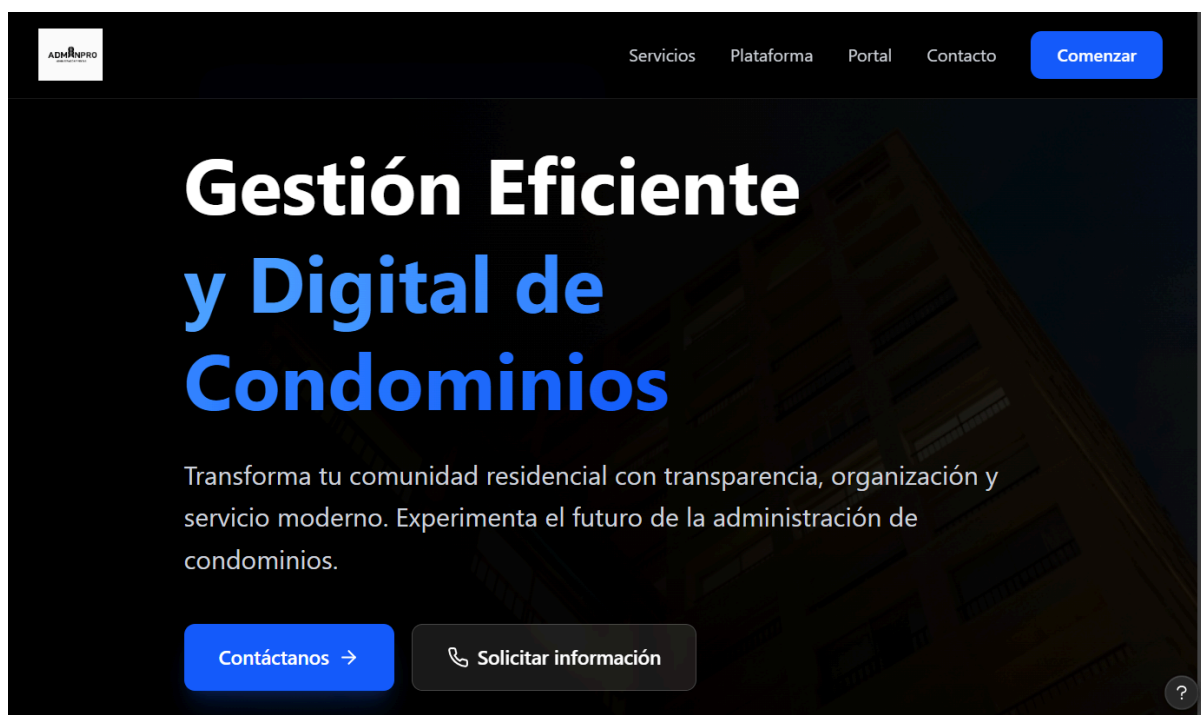 ADMINPRO
Servicios
Plataforma
Portal
Contacto
Comenzar
Gestión Eficiente
y Digital de
Condominios
Transforma tu comunidad residencial con transparencia, organización y
servicio moderno. Experimenta el futuro de la administración de
condominios.
Contáctanos →
Solicitar información
?